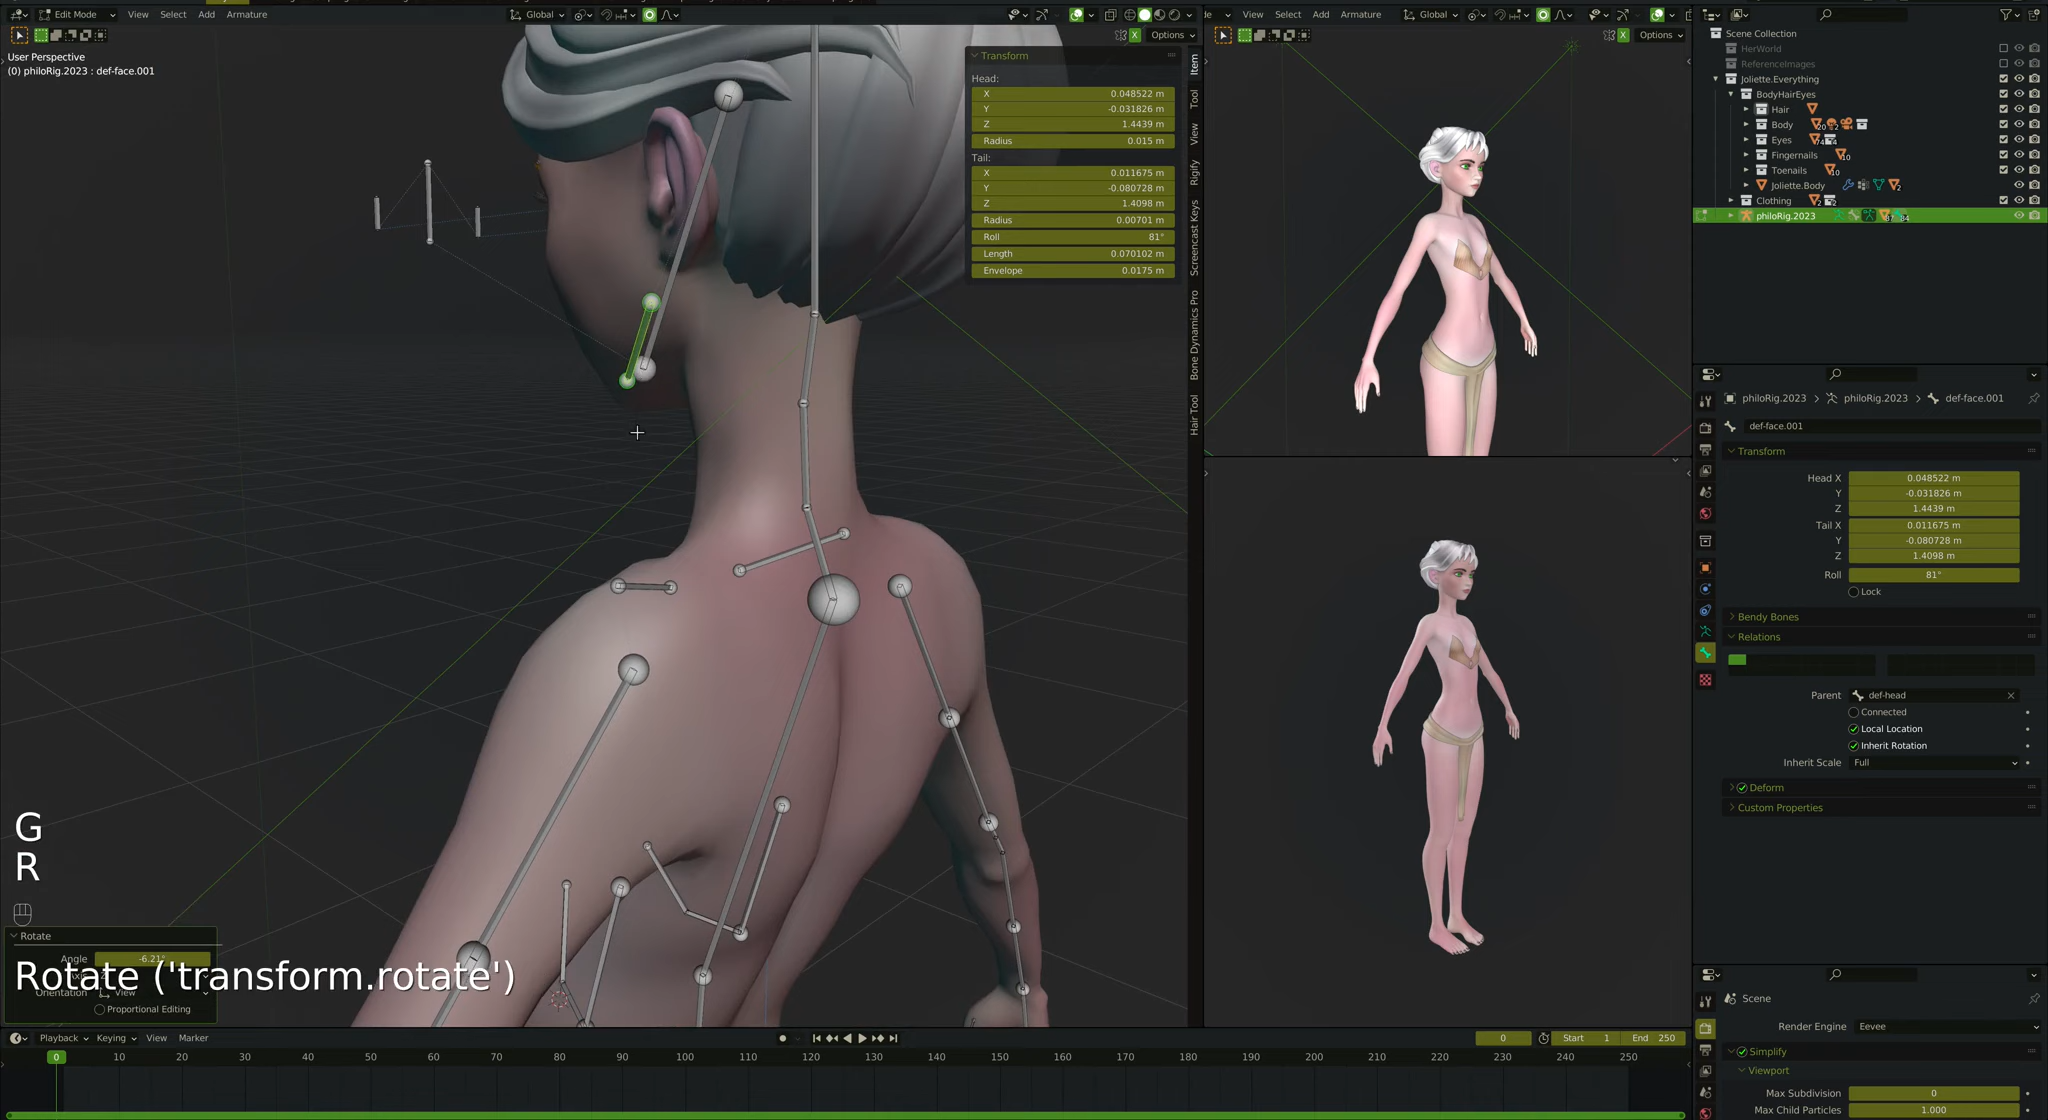 Edit Mode View Select Add Armature Global Options
User Perspective
(0) philoRig.2023 : def-face.001
Transform
Head:
X 0.048522 m
Y -0.031826 m
Z 1.4439 m
Radius 0.015 m
Tail:
X 0.011675 m
Y -0.080728 m
Z 1.4098 m
Radius 0.00701 m
Roll 81°
Length 0.070102 m
Envelope 0.0175 m
Item
Tool
View
Rigify
Screencast Keys
Bone Dynamics Pro
Hair Tool
G
R
Rotate
Angle -6.21°
Rotate ('transform.rotate')
Orientation View
Proportional Editing
View Select Add Armature Global Options
Scene Collection
HerWorld
ReferenceImages
Joliette.Everything
BodyHairEyes
Hair
Body
Eyes
Fingernails 10
Toenails 10
Joliette.Body 2
Clothing
philoRig.2023
philoRig.2023 > philoRig.2023 > def-face.001
def-face.001
Transform
Head X 0.048522 m
Y -0.031826 m
Z 1.4439 m
Tail X 0.011675 m
Y -0.080728 m
Z 1.4098 m
Roll 81°
Lock
Bendy Bones
Relations
Parent def-head
Connected
Local Location
Inherit Rotation
Inherit Scale Full
Deform
Custom Properties
Scene
Render Engine Eevee
Simplify
Viewport
Max Subdivision 0
Max Child Particles 1.000
Playback Keying View Marker 0 Start 1 End 250
0 10 20 30 40 50 60 70 80 90 100 110 120 130 140 150 160 170 180 190 200 210 220 230 240 250